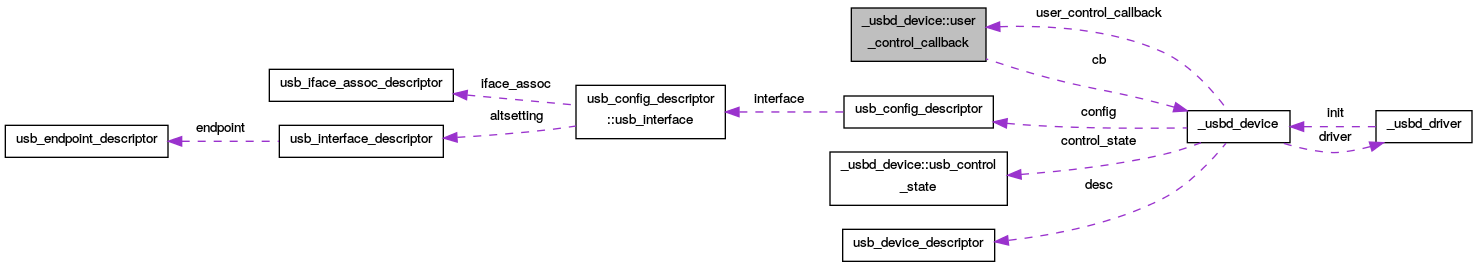 _usbd_device::user
_control_callback
user_control_callback
cb
usb_iface_assoc_descriptor
iface_assoc
usb_config_descriptor
::usb_interface
interface
usb_config_descriptor
config
_usbd_device
init
driver
_usbd_driver
usb_endpoint_descriptor
endpoint
usb_interface_descriptor
altsetting
control_state
_usbd_device::usb_control
_state
desc
usb_device_descriptor